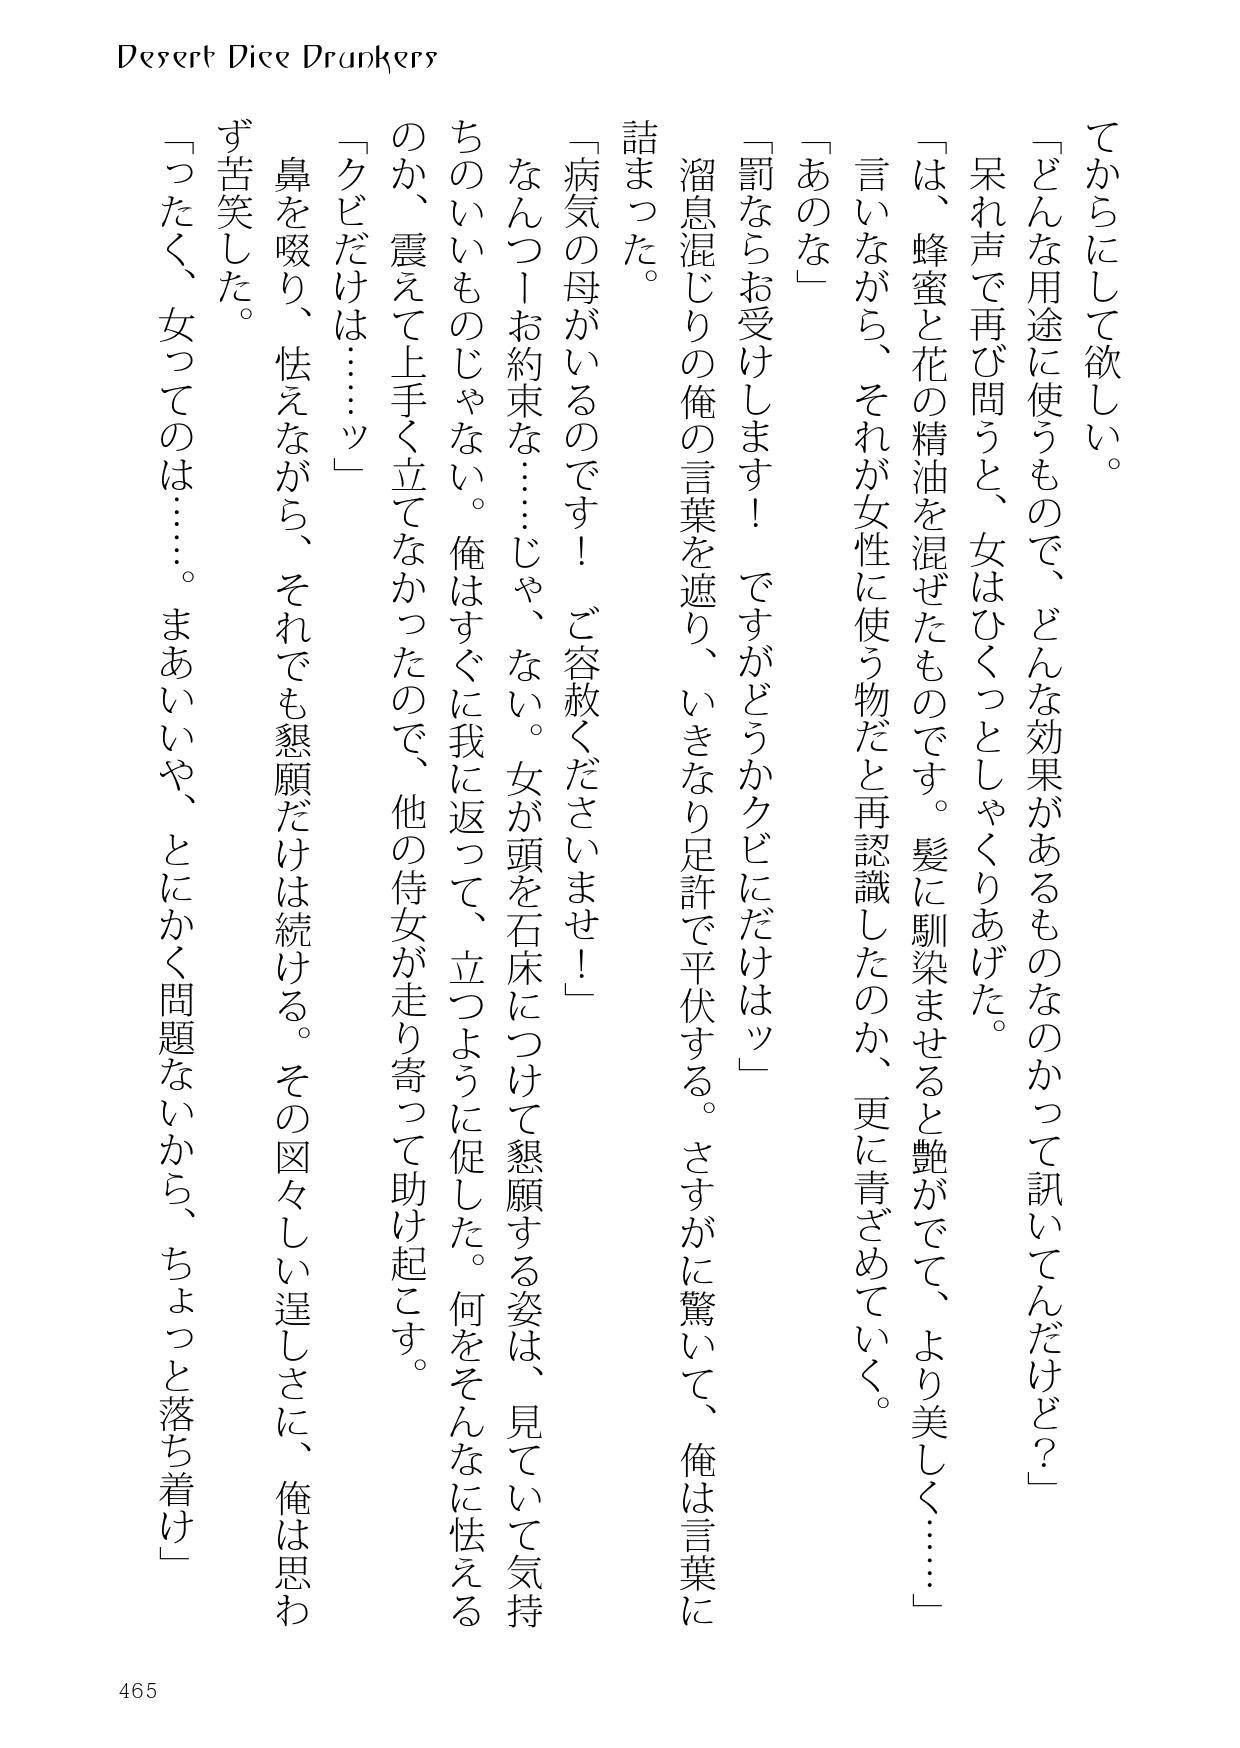 Desert Dice Drunkers
てからにして欲しい。
「どんな用途に使うもので、どんな効果があるものなのかって訊いてんだけど？」
　呆れ声で再び問うと、女はひくっとしゃくりあげた。
「は、蜂蜜と花の精油を混ぜたものです。髪に馴染ませると艶がでて、より美しく……」
　言いながら、それが女性に使う物だと再認識したのか、更に青ざめていく。
「あのな」
「罰ならお受けします！　ですがどうかクビにだけはッ」
　溜息混じりの俺の言葉を遮り、いきなり足許で平伏する。さすがに驚いて、俺は言葉に
詰まった。
「病気の母がいるのです！　ご容赦くださいませ！」
　なんつーお約束な……じゃ、ない。女が頭を石床につけて懇願する姿は、見ていて気持
ちのいいものじゃない。俺はすぐに我に返って、立つように促した。何をそんなに怯える
のか、震えて上手く立てなかったので、他の侍女が走り寄って助け起こす。
「クビだけは……ッ」
　鼻を啜り、怯えながら、それでも懇願だけは続ける。その図々しい逞しさに、俺は思わ
ず苦笑した。
「ったく、女ってのは……。まあいいや、とにかく問題ないから、ちょっと落ち着け」
465